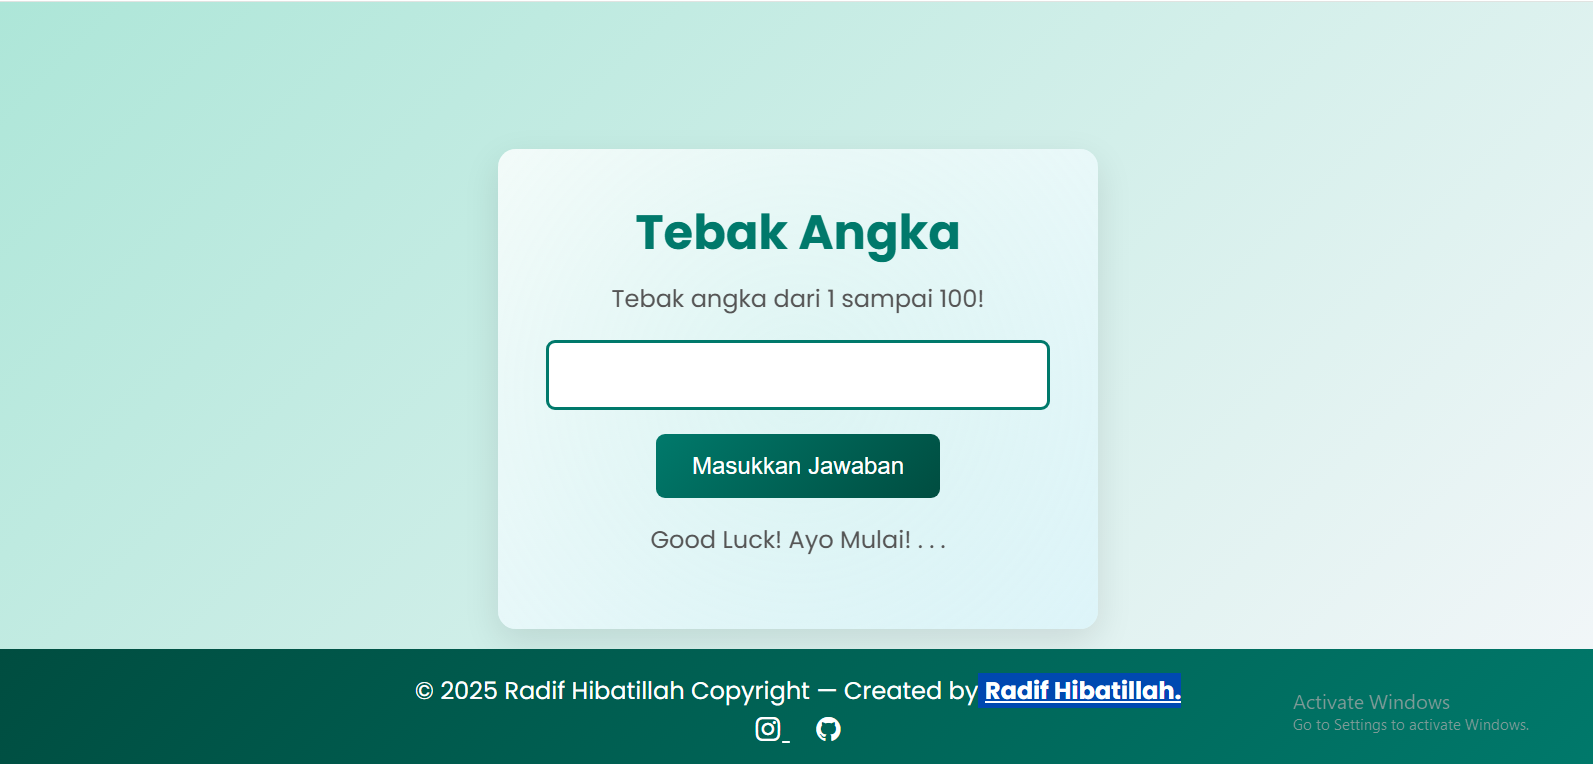 Tebak Angka
Tebak angka dari 1 sampai 100!
Masukkan Jawaban
Good Luck! Ayo Mulai! . . .
© 2025 Radif Hibatillah Copyright — Created by Radif Hibatillah.
Activate Windows
Go to Settings to activate Windows.